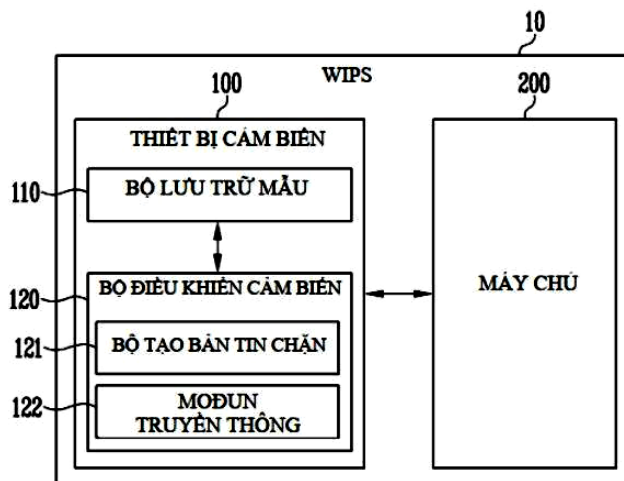 10
WIPS
100
200
THIẾT BỊ CẢM BIẾN
110
BỘ LƯU TRỮ MẪU
120
BỘ ĐIỀU KHIỂN CẢM BIẾN
MÁY CHỦ
121
BỘ TẠO BẢN TIN CHẶN
122
MOĐUN
TRUYỀN THÔNG